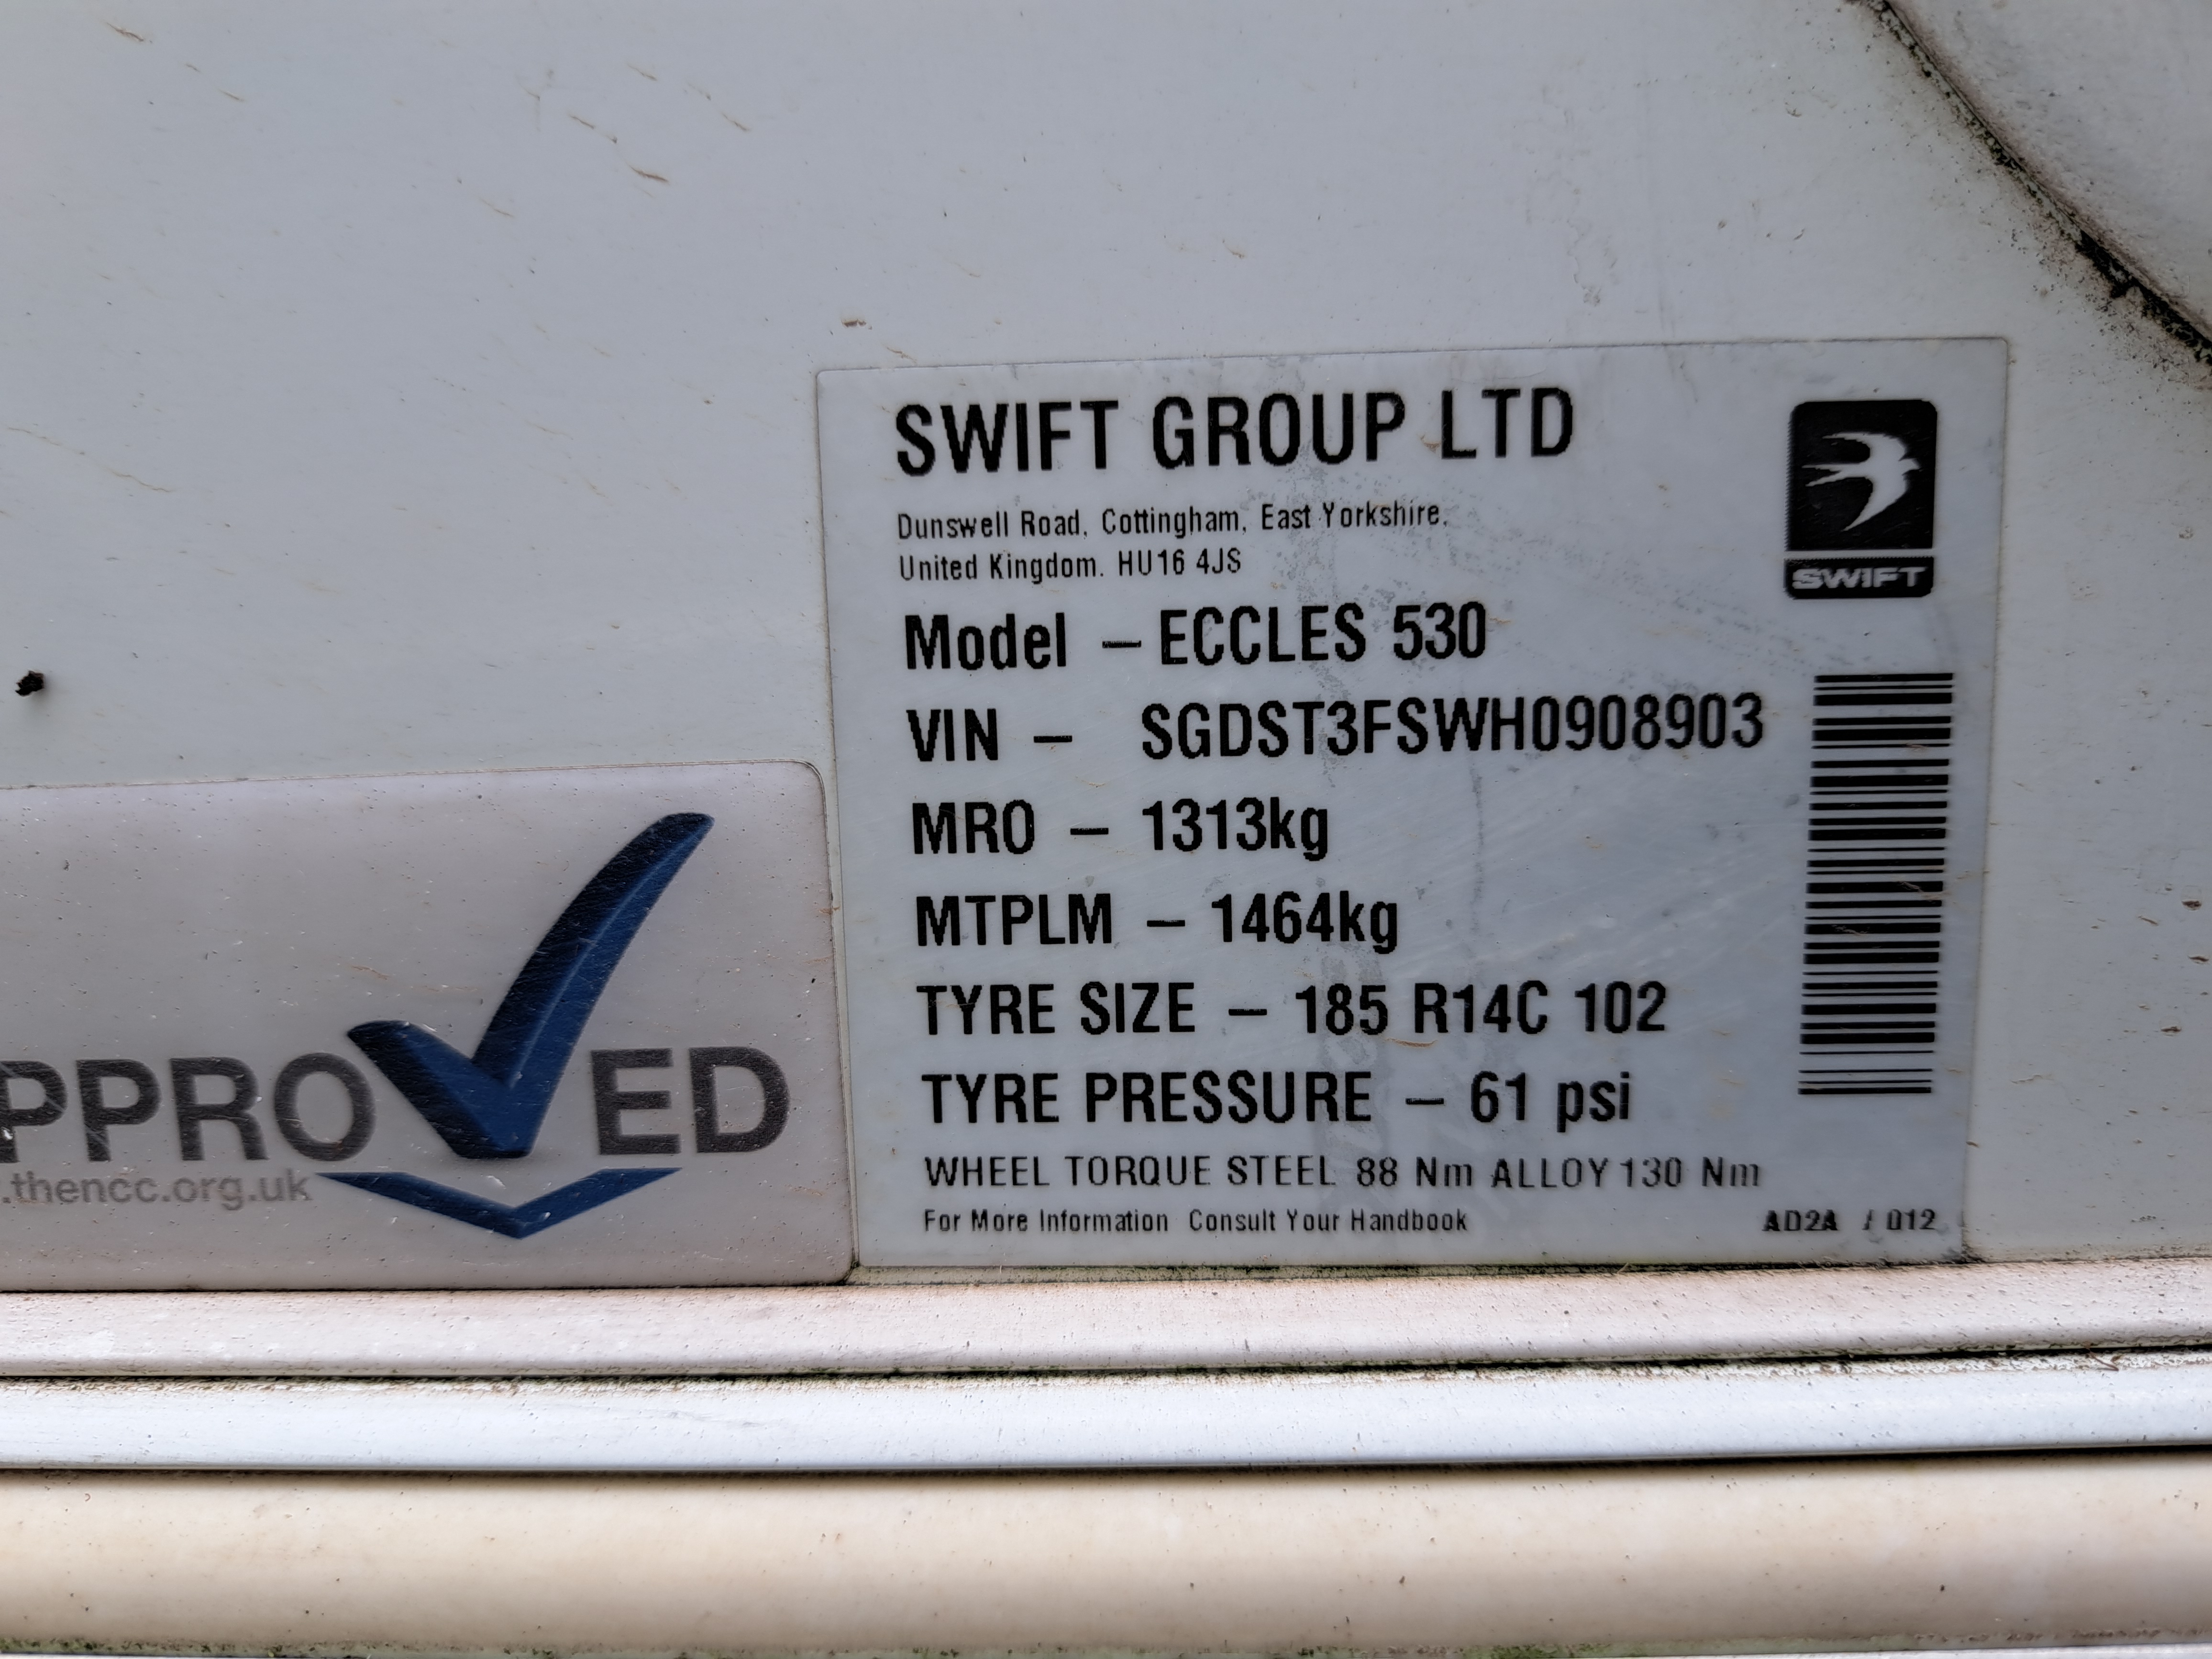 SWIFT GROUP LTD
Dunswell Road, Cottingham, East Yorkshire,
United Kingdom. HU16 4JS
SWIFT
Model – ECCLES 530
VIN – SGDST3FSWH0908903
MRO – 1313kg
MTPLM – 1464kg
TYRE SIZE – 185 R14C 102
TYRE PRESSURE – 61 psi
WHEEL TORQUE STEEL 88 Nm ALLOY 130 Nm
For More Information Consult Your Handbook
AD2A / 012
PPROVED
.thencc.org.uk